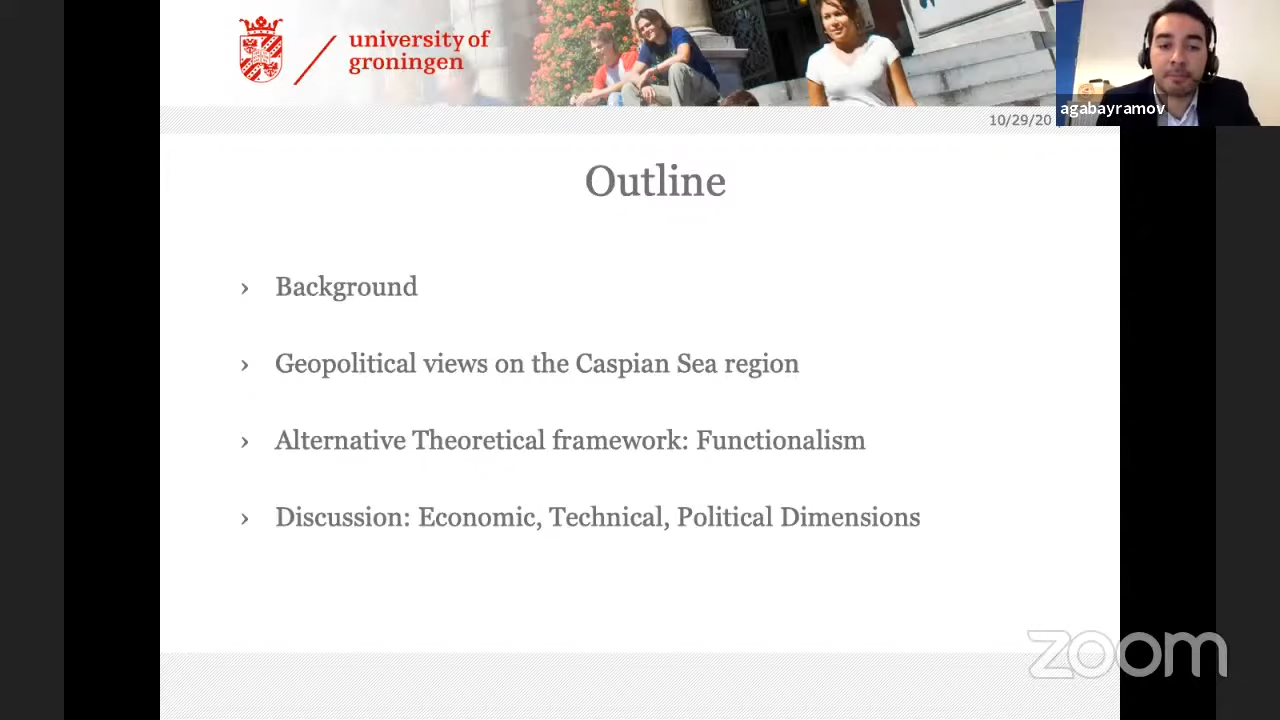 university of
groningen
agabayramov
10/29/20
Outline
› Background
› Geopolitical views on the Caspian Sea region
› Alternative Theoretical framework: Functionalism
› Discussion: Economic, Technical, Political Dimensions
zoom